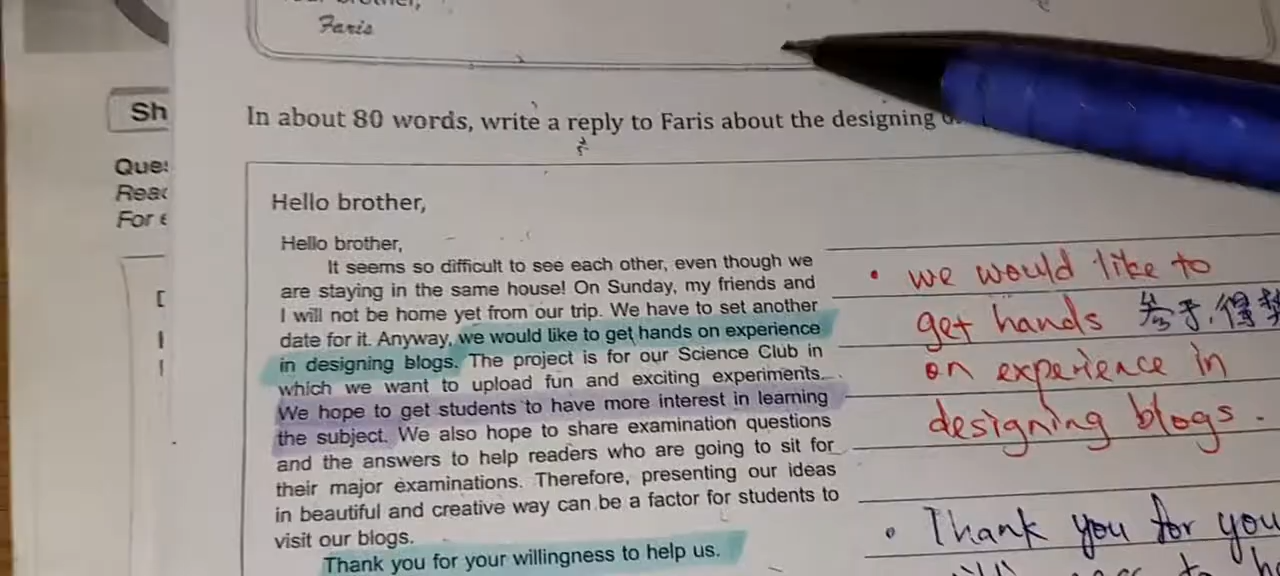 Faris
Sh
In about 80 words, write a reply to Faris about the designing
Hello brother,
Hello brother,
It seems so difficult to see each other, even though we
are staying in the same house! On Sunday, my friends and
I will not be home yet from our trip. We have to set another
date for it. Anyway, we would like to get hands on experience
in designing blogs. The project is for our Science Club in
which we want to upload fun and exciting experiments.
We hope to get students to have more interest in learning
the subject. We also hope to share examination questions
and the answers to help readers who are going to sit for
their major examinations. Therefore, presenting our ideas
in beautiful and creative way can be a factor for students to
visit our blogs.
Thank you for your willingness to help us.
• we would like to
get hands
on experience in
designing blogs.
• Thank you for you